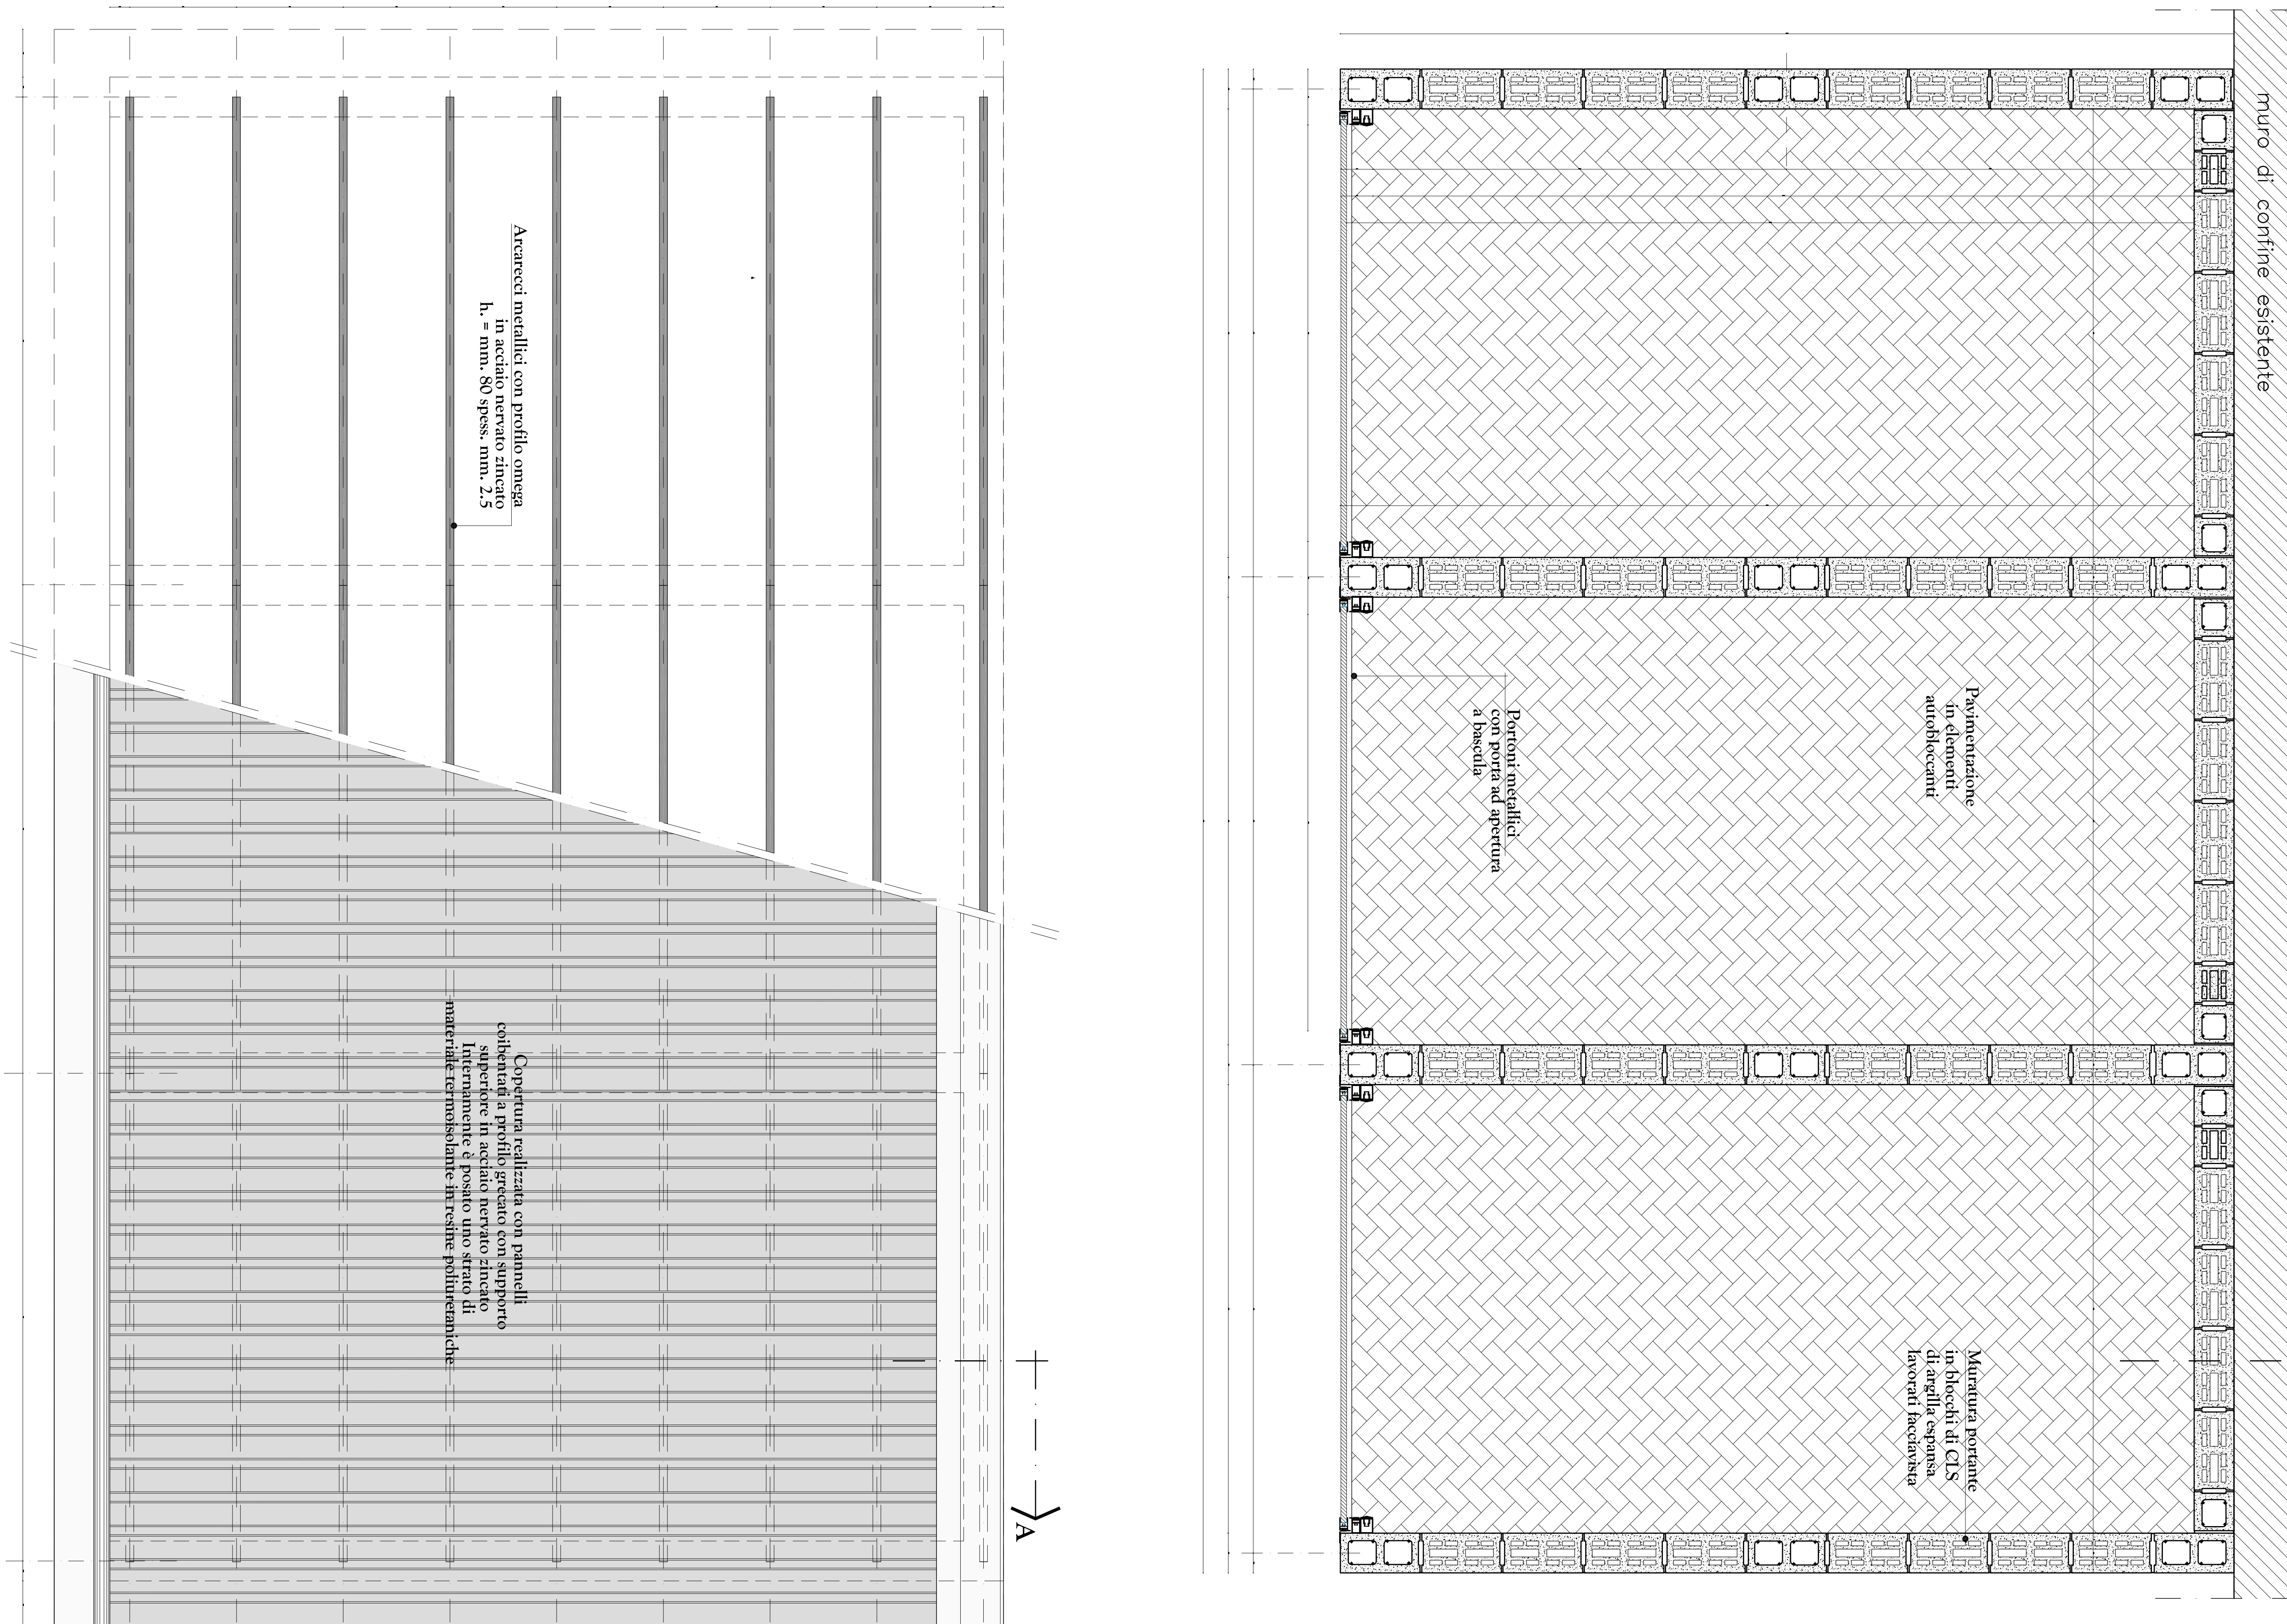 muro di confine esistente
Arcarecci metallici con profilo omega
in acciaio nervato zincato
h. = mm. 80 spess. mm. 2.5
Pavimentazione
in elementi
autobloccanti
Portoni metallici
con porta ad apertura
a bascula
Copertura realizzata con pannelli
coibentati a profilo grecato con supporto
superiore in acciaio nervato zincato
Internamente è posato uno strato di
materiale termoisolante in resine poliuretaniche
Muratura portante
in blocchi di CLS
di argilla espansa
lavorati facciavista
A